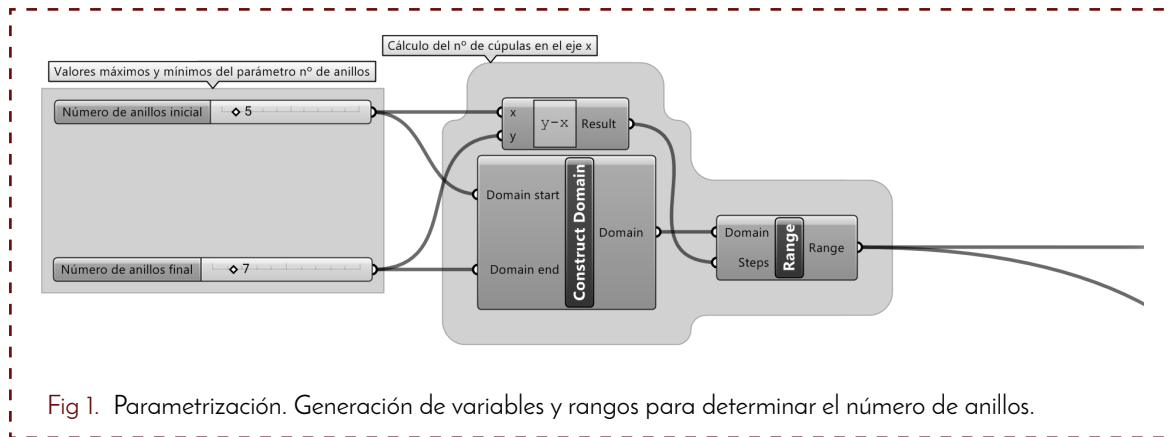 Cálculo del nº de cúpulas en el eje x
Valores máximos y mínimos del parámetro nº de anillos
Número de anillos inicial
5
x
y
y-x
Result
Domain start
Domain end
Construct Domain
Domain
Domain
Steps
Range
Range
Número de anillos final
7
Fig 1. Parametrización. Generación de variables y rangos para determinar el número de anillos.